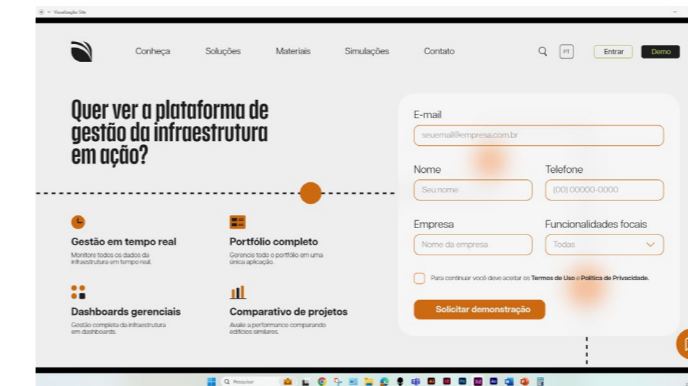 Visualização Site
Conheça Soluções Materiais Simulações Contato PT Entrar Demo
Quer ver a plataforma de
gestão da infraestrutura
em ação?
E-mail
seuemail@empresa.com.br
Nome Telefone
Seu nome (00) 00000-0000
Empresa Funcionalidades focais
Nome da empresa Todas
Para continuar você deve aceitar os Termos de Uso e Política de Privacidade.
Solicitar demonstração
Gestão em tempo real
Monitore todos os dados da
infraestrutura em tempo real.
Portfólio completo
Gerencie todo o portfólio em uma
única aplicação.
Dashboards gerenciais
Gestão completa da infraestrutura
em dashboards.
Comparativo de projetos
Avalie a performance comparando
edifícios similares.
Pesquisar